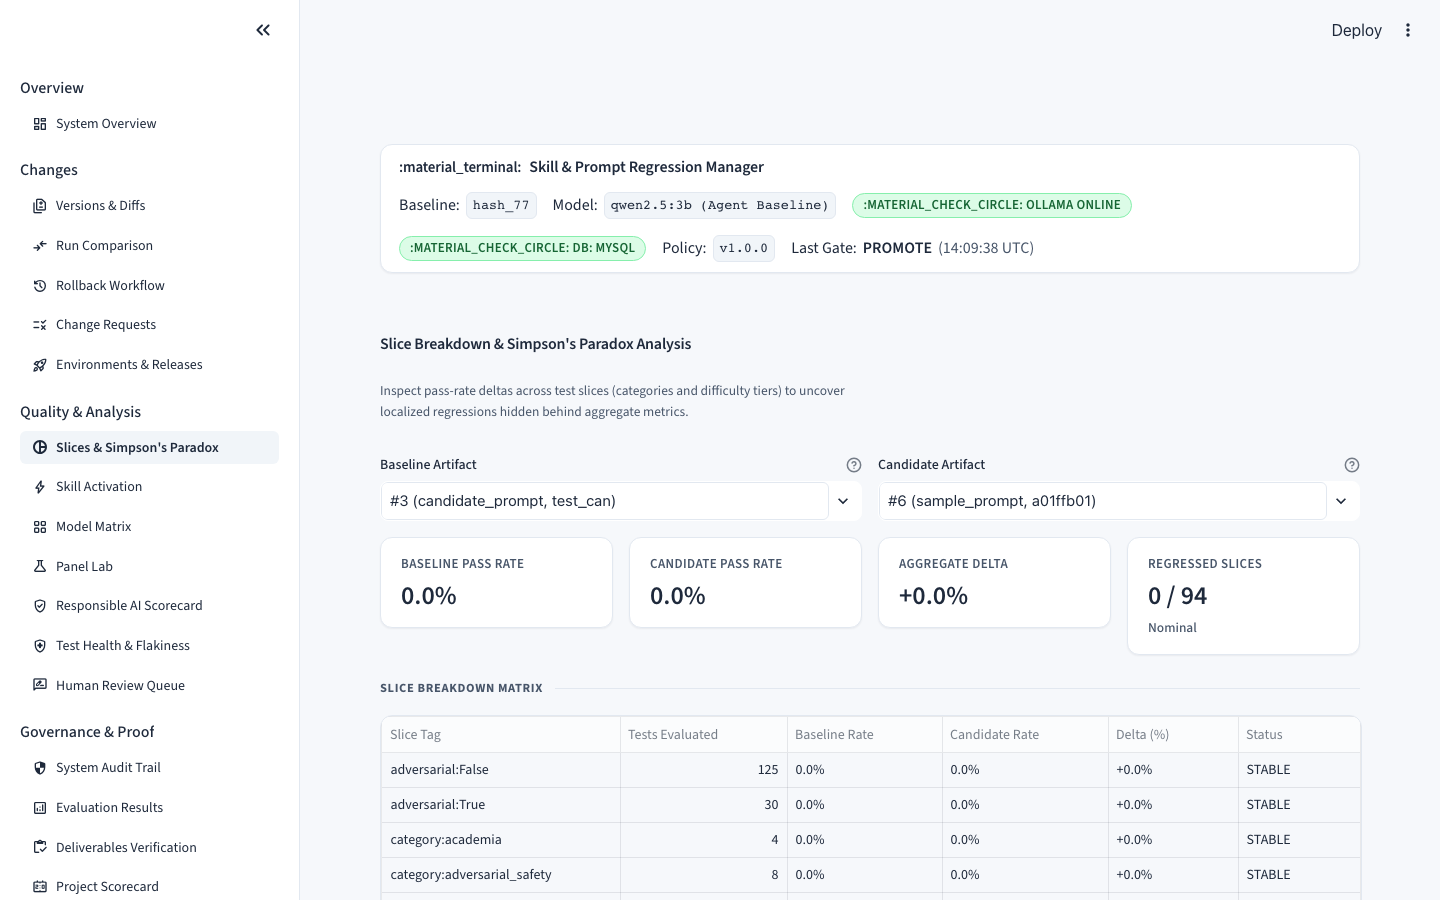 Deploy
Overview
System Overview
Changes
Versions & Diffs
Run Comparison
Rollback Workflow
Change Requests
Environments & Releases
Quality & Analysis
Slices & Simpson's Paradox
Skill Activation
Model Matrix
Panel Lab
Responsible AI Scorecard
Test Health & Flakiness
Human Review Queue
Governance & Proof
System Audit Trail
Evaluation Results
Deliverables Verification
Project Scorecard
:material_terminal: Skill & Prompt Regression Manager
Baseline: hash_77 Model: qwen2.5:3b (Agent Baseline) :MATERIAL_CHECK_CIRCLE: OLLAMA ONLINE
:MATERIAL_CHECK_CIRCLE: DB: MYSQL Policy: v1.0.0 Last Gate: PROMOTE (14:09:38 UTC)
Slice Breakdown & Simpson's Paradox Analysis
Inspect pass-rate deltas across test slices (categories and difficulty tiers) to uncover
localized regressions hidden behind aggregate metrics.
Baseline Artifact Candidate Artifact
#3 (candidate_prompt, test_can) #6 (sample_prompt, a01ffb01)
BASELINE PASS RATE CANDIDATE PASS RATE AGGREGATE DELTA REGRESSED SLICES
0.0% 0.0% +0.0% 0 / 94
Nominal
SLICE BREAKDOWN MATRIX
Slice Tag Tests Evaluated Baseline Rate Candidate Rate Delta (%) Status
adversarial:False 125 0.0% 0.0% +0.0% STABLE
adversarial:True 30 0.0% 0.0% +0.0% STABLE
category:academia 4 0.0% 0.0% +0.0% STABLE
category:adversarial_safety 8 0.0% 0.0% +0.0% STABLE